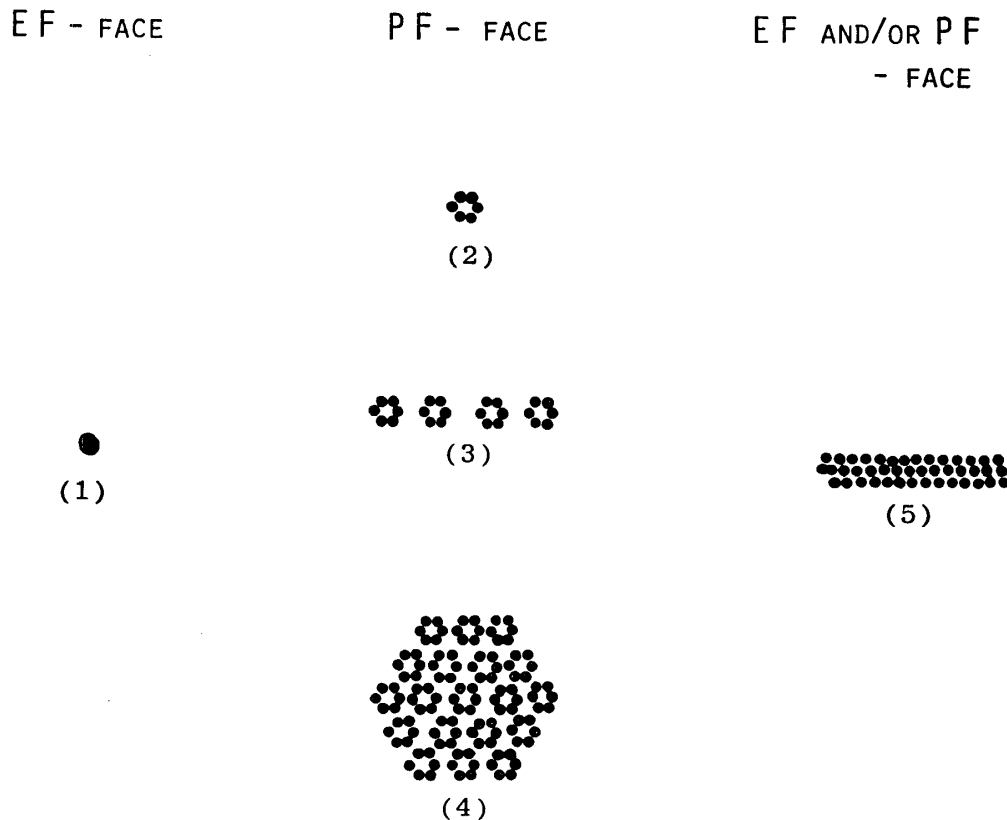 EF - FACE
PF - FACE
EF AND/OR PF
- FACE
(2)
(3)
(1)
(5)
(4)